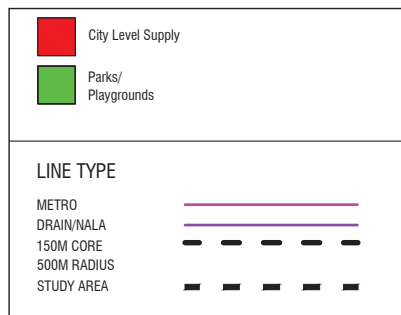 City Level Supply
Parks/
Playgrounds
LINE TYPE
METRO
DRAIN/NALA
150M CORE
500M RADIUS
STUDY AREA